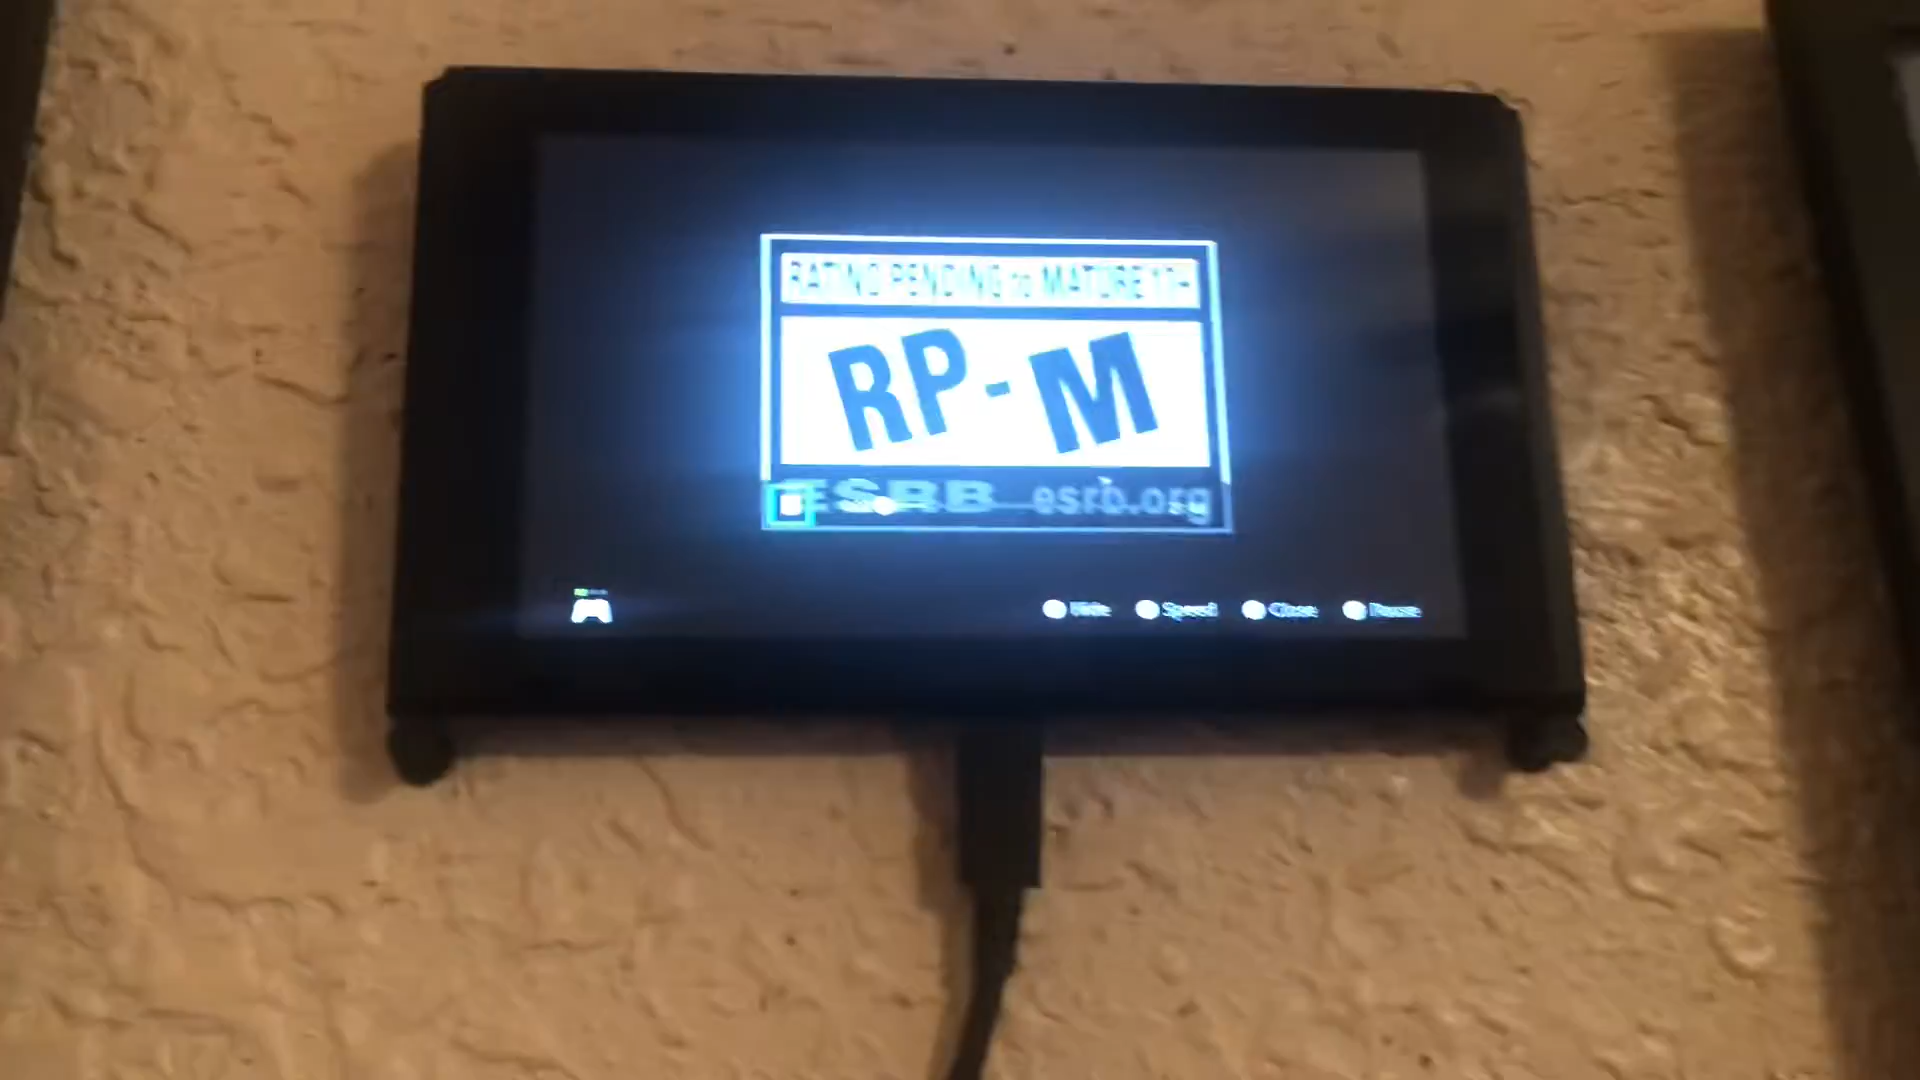 RATING PENDING to MATURE 17+
RP-M
ESRB esrb.org
Hide Speed Close Pause